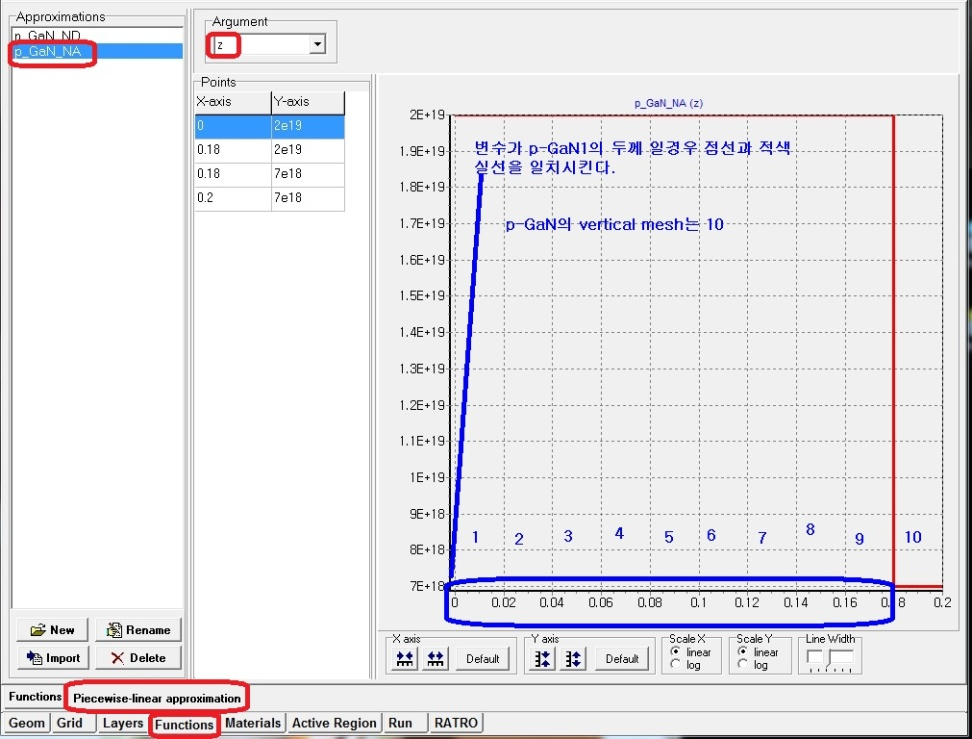 Approximations
p_GaN_ND
p_GaN_NA
Argument
z
Points
X-axis Y-axis
0 2e19
0.18 2e19
0.18 7e18
0.2 7e18
p_GaN_NA (z)
2E+19
1.9E+19
1.8E+19
1.7E+19
1.6E+19
1.5E+19
1.4E+19
1.3E+19
1.2E+19
1.1E+19
1E+19
9E+18
8E+18
7E+18
변수가 p-GaN1의 두께 일경우 점선과 적색
실선을 일치시킨다.
p-GaN의 vertical mesh는 10
1 2 3 4 5 6 7 8 9 10
0 0.02 0.04 0.06 0.08 0.1 0.12 0.14 0.16 0.18 0.2
New Rename
Import Delete
X axis Y axis Scale X Scale Y Line Width
Default Default linear linear
log log
Functions Piecewise-linear approximation
Geom Grid Layers Functions Materials Active Region Run RATRO